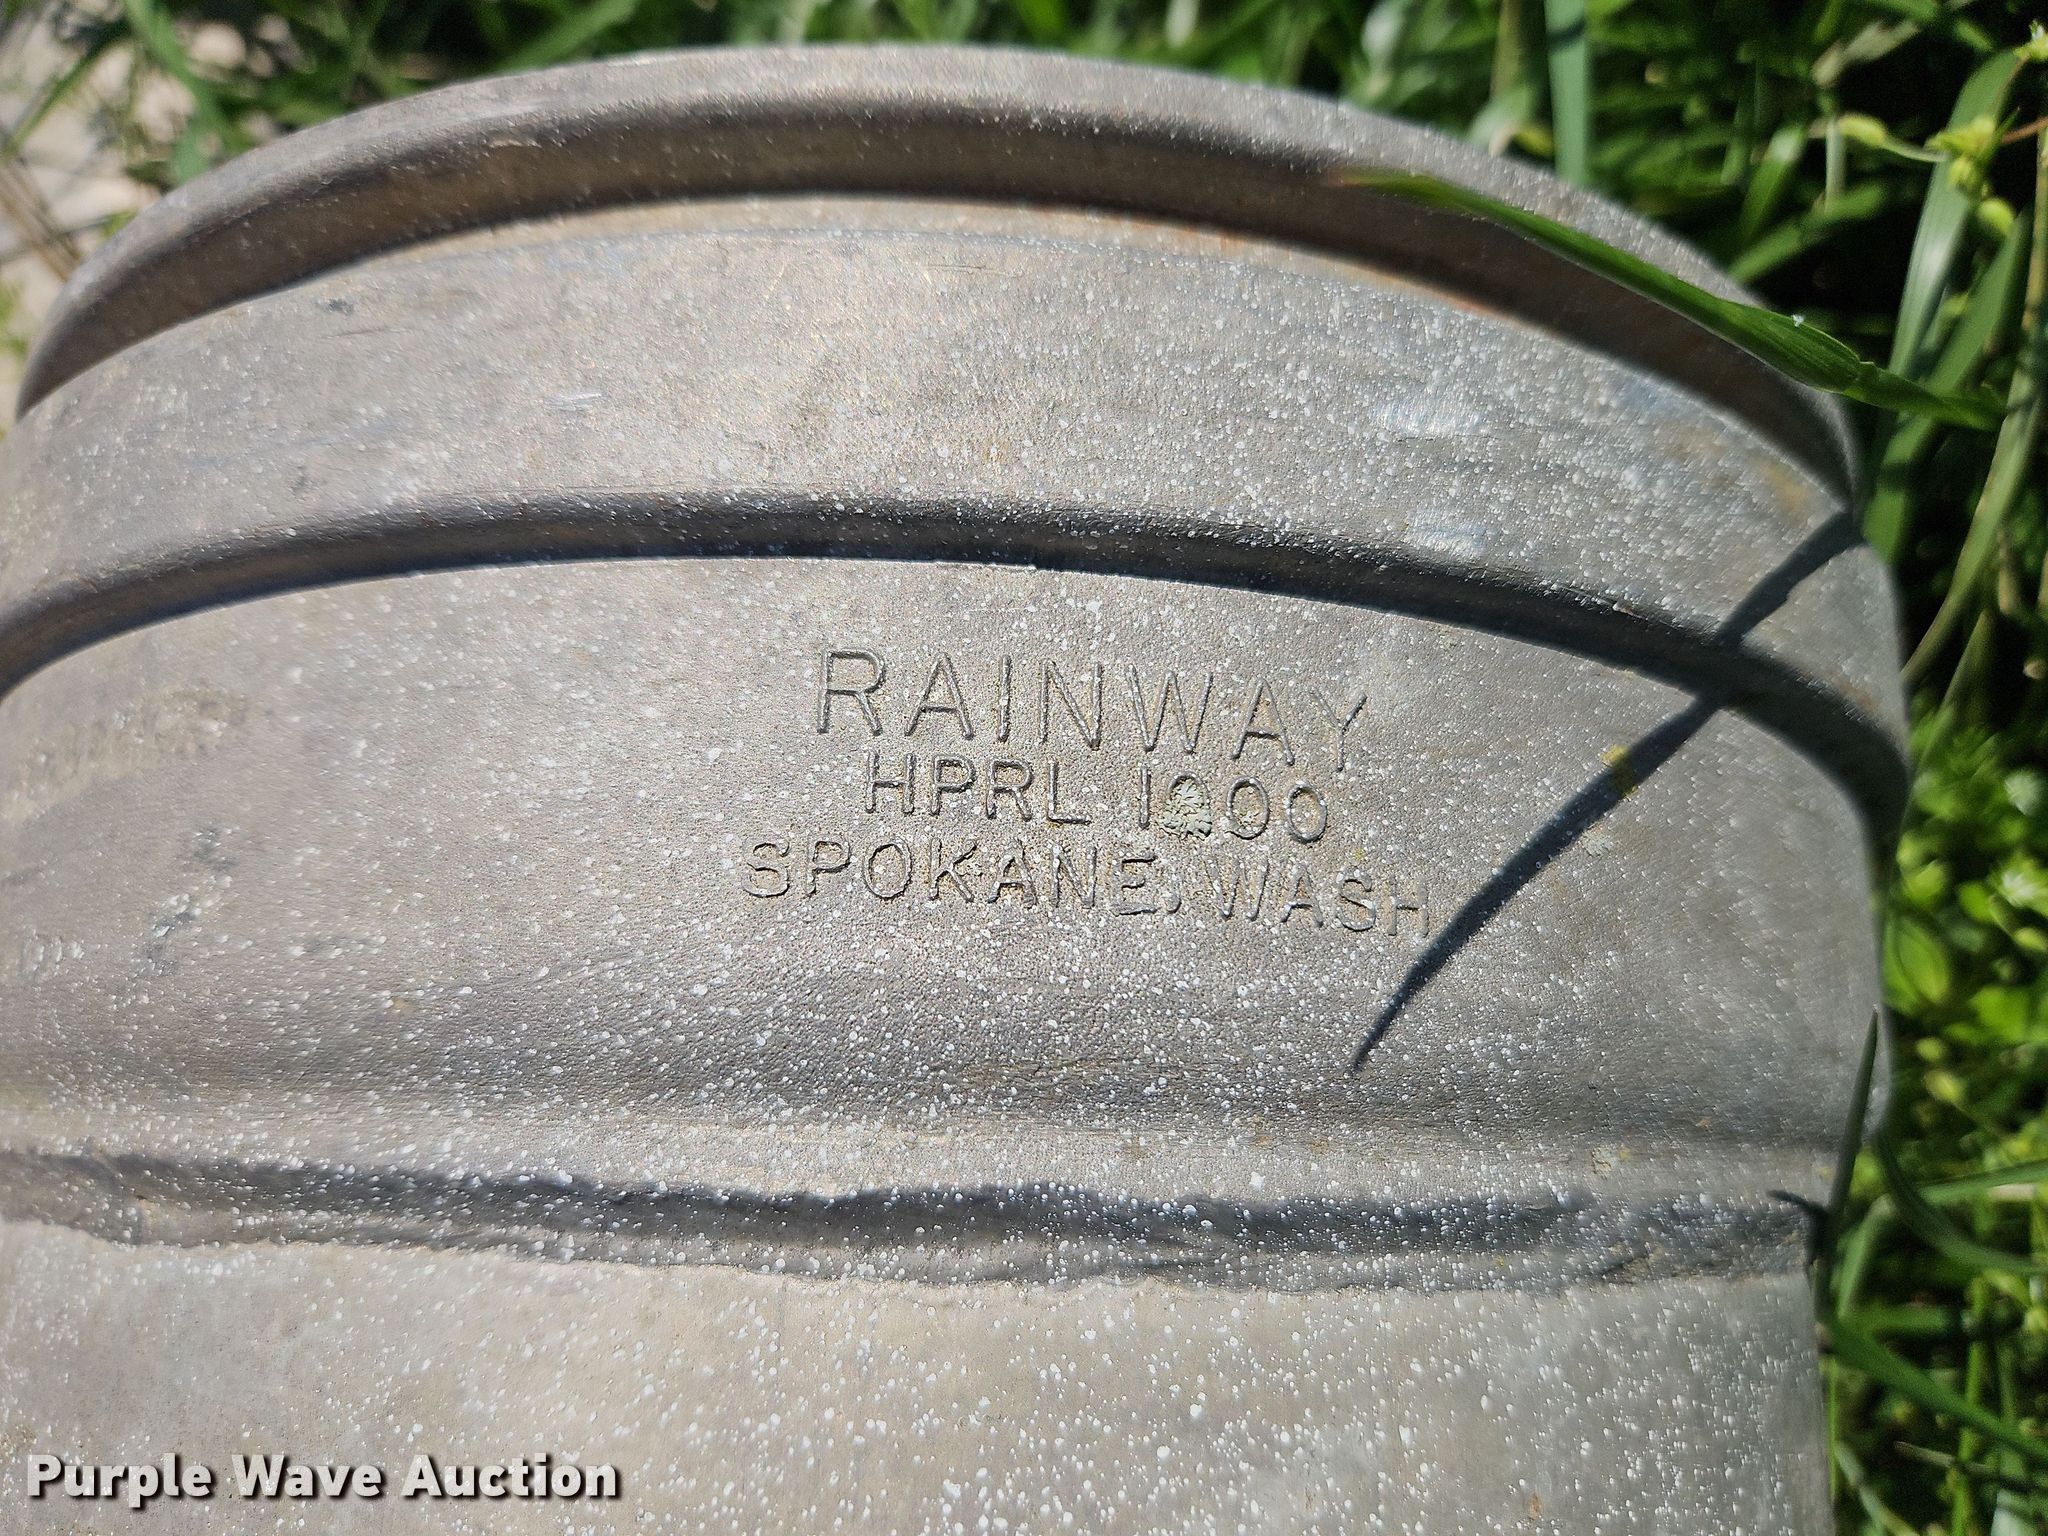 RAINWAY
HPRL 1000
SPOKANE, WASH
Purple Wave Auction